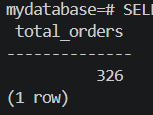 mydatabase=# SEL
total_orders
--------------
326
(1 row)